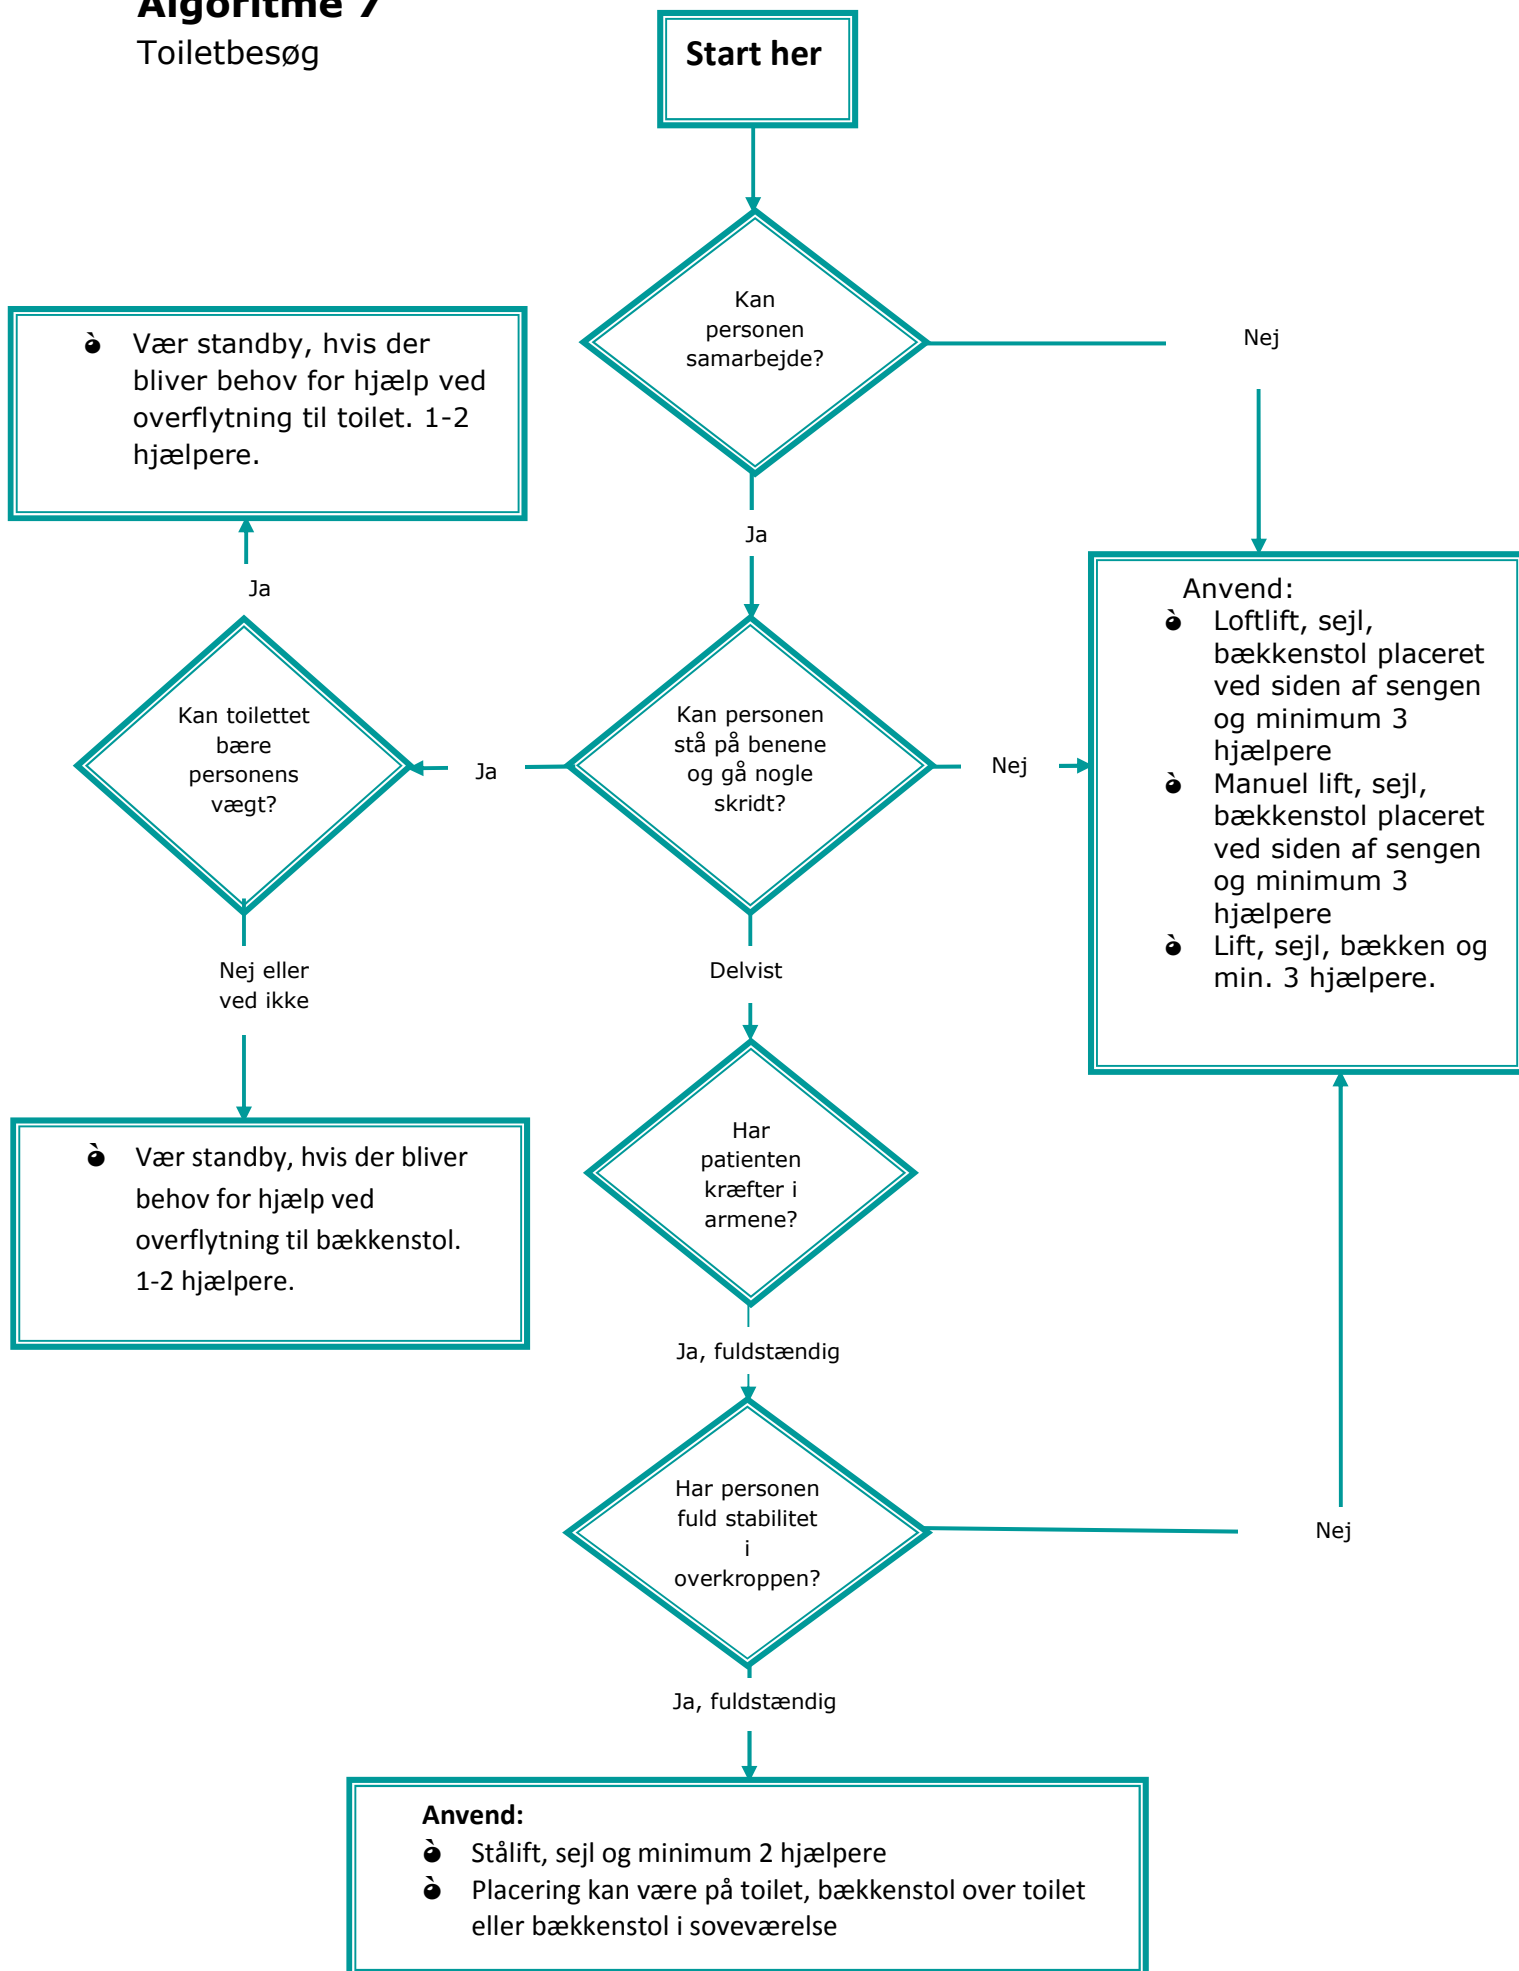 Algoritme 7
Toiletbesøg
Start her
Kan
personen
samarbejde?
Nej
Ja
Vær standby, hvis der
bliver behov for hjælp ved
overflytning til toilet. 1-2
hjælpere.
Ja
Kan toilettet
bære
personens
vægt?
Ja
Kan personen
stå på benene
og gå nogle
skridt?
Nej
Anvend:
Loftlift, sejl,
bækkenstol placeret
ved siden af sengen
og minimum 3
hjælpere
Manuel lift, sejl,
bækkenstol placeret
ved siden af sengen
og minimum 3
hjælpere
Lift, sejl, bækken og
min. 3 hjælpere.
Nej eller
ved ikke
Delvist
Vær standby, hvis der bliver
behov for hjælp ved
overflytning til bækkenstol.
1-2 hjælpere.
Har
patienten
kræfter i
armene?
Ja, fuldstændig
Har personen
fuld stabilitet
i
overkroppen?
Nej
Ja, fuldstændig
Anvend:
Stålift, sejl og minimum 2 hjælpere
Placering kan være på toilet, bækkenstol over toilet
eller bækkenstol i soveværelse